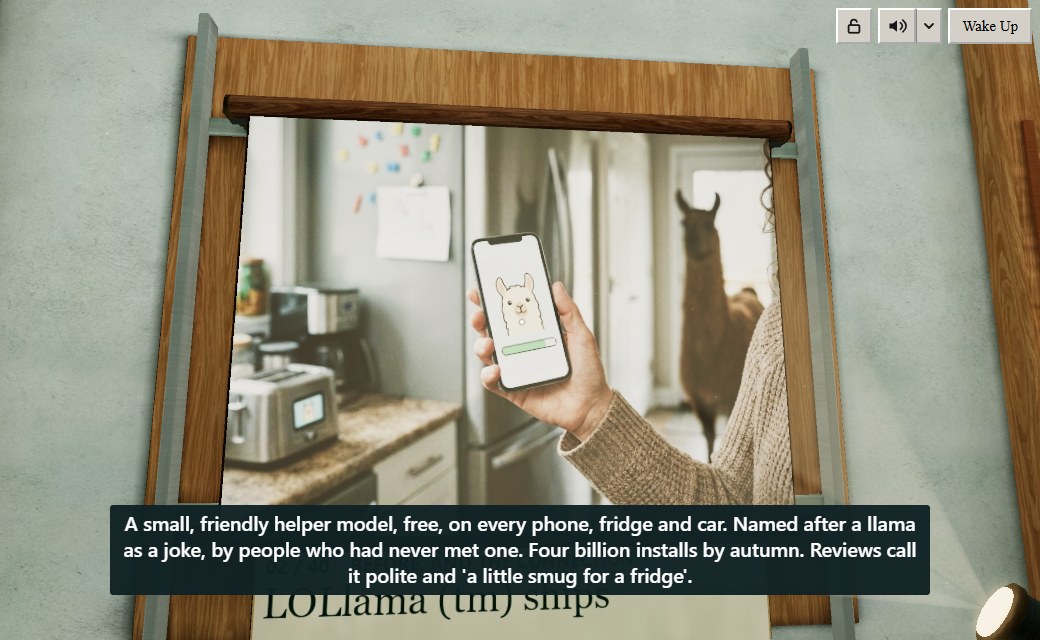 Wake Up
A small, friendly helper model, free, on every phone, fridge and car. Named after a llama
as a joke, by people who had never met one. Four billion installs by autumn. Reviews call
it polite and 'a little smug for a fridge'.
LOLlama (tm) ships